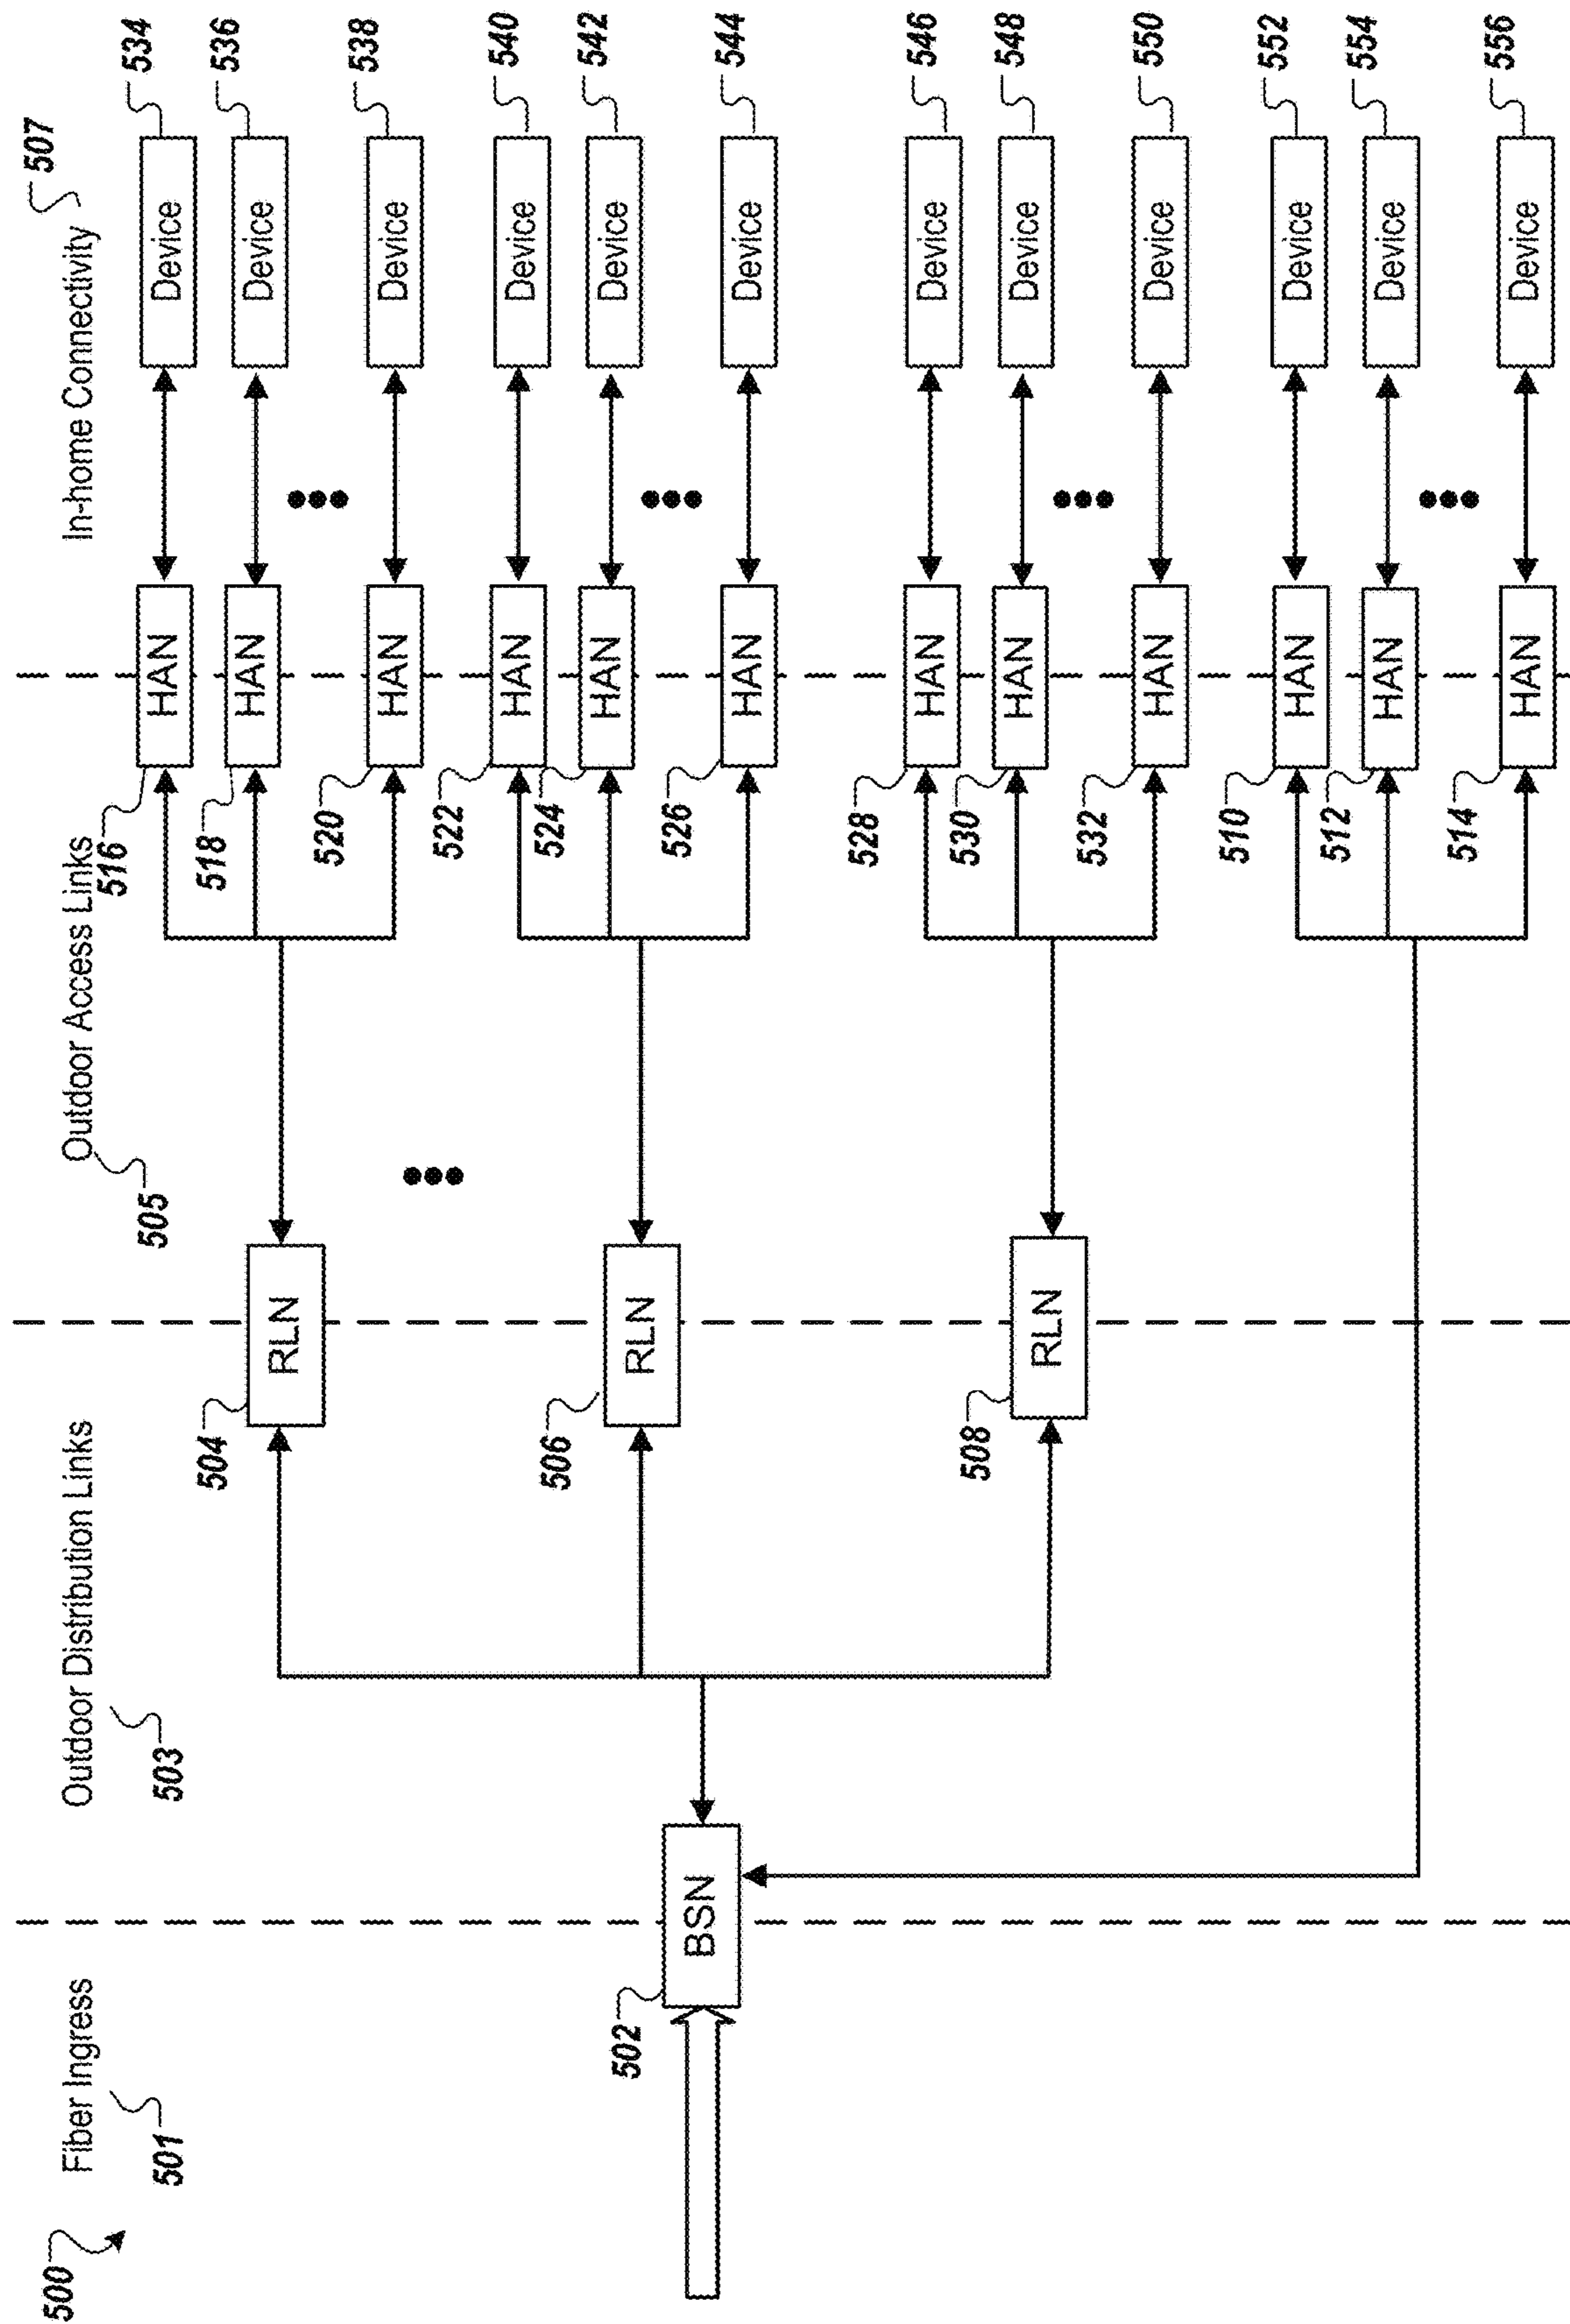 500
Fiber Ingress
501
Outdoor Distribution Links
503
Outdoor Access Links
505
In-home Connectivity
507
516
HAN
Device
534
518
HAN
Device
536
504
RLN
520
HAN
Device
538
522
HAN
Device
540
524
HAN
Device
542
506
RLN
526
HAN
Device
544
502
BSN
528
HAN
Device
546
530
HAN
Device
548
508
RLN
532
HAN
Device
550
510
HAN
Device
552
512
HAN
Device
554
514
HAN
Device
556